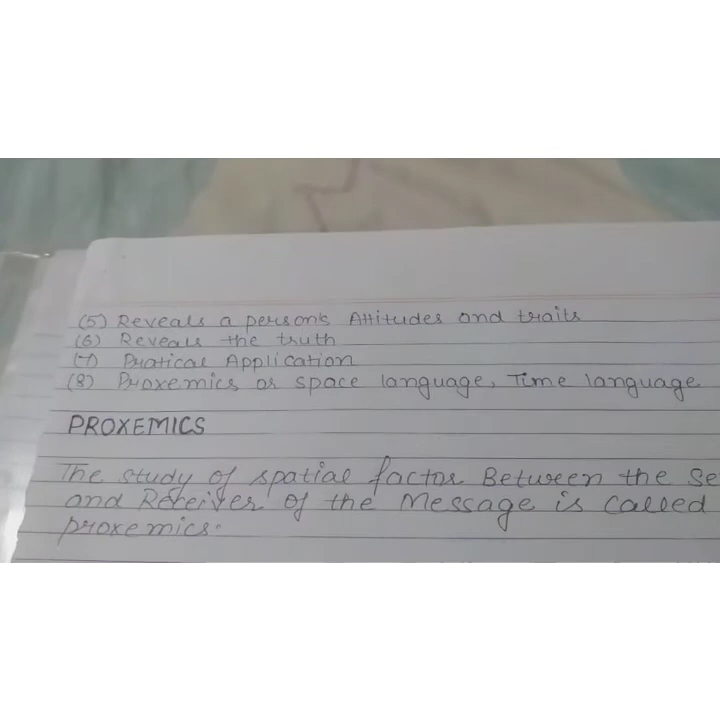 (5) Reveals a person's Attitudes and traits
(6) Reveals the truth
(7) Pratical Application
(8) Proxemics or space language, Time language
PROXEMICS
The study of spatial factor Between the Se
and Receiver of the Message is called
proxemics.